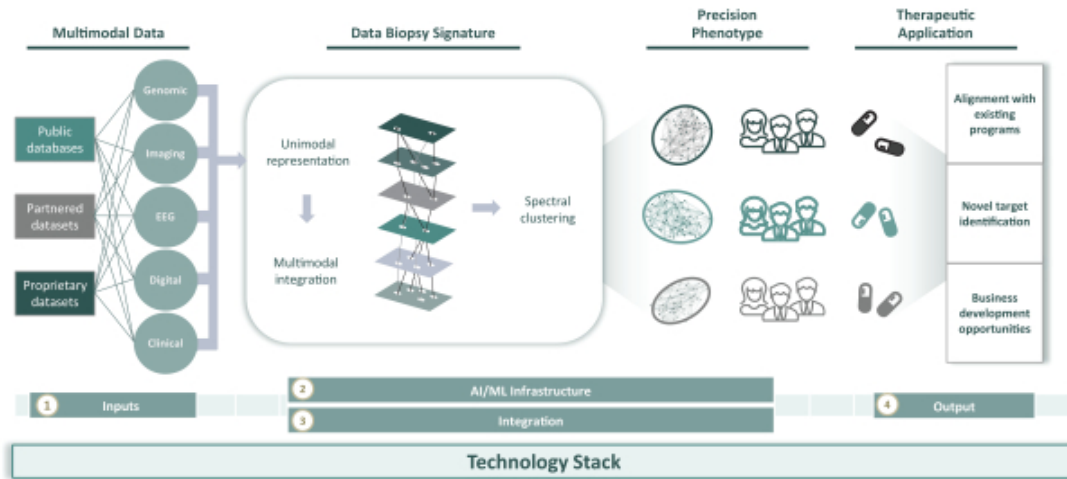 Multimodal Data
Data Biopsy Signature
Precision
Phenotype
Therapeutic
Application
Public
databases
Partnered
datasets
Proprietary
datasets
Genomic
Imaging
EEG
Digital
Clinical
Unimodal
representation
Multimodal
integration
Spectral
clustering
Alignment with
existing
programs
Novel target
identification
Business
development
opportunities
1 Inputs
2 AI/ML Infrastructure
3 Integration
4 Output
Technology Stack